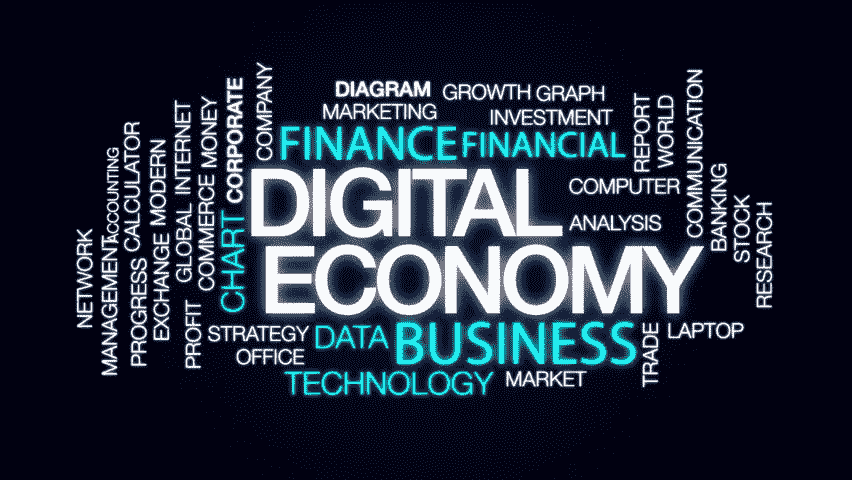 DIAGRAM GROWTH GRAPH
MARKETING INVESTMENT
FINANCE FINANCIAL
DIGITAL
ECONOMY
COMPUTER
ANALYSIS
STRATEGY DATA BUSINESS LAPTOP
OFFICE
TECHNOLOGY MARKET
NETWORK
MANAGEMENT
ACCOUNTING
PROGRESS CALCULATOR
EXCHANGE MODERN
GLOBAL INTERNET
PROFIT
COMMERCE MONEY
CHART CORPORATE
COMPANY
REPORT
WORLD
COMMUNICATION
BANKING
STOCK
RESEARCH
TRADE